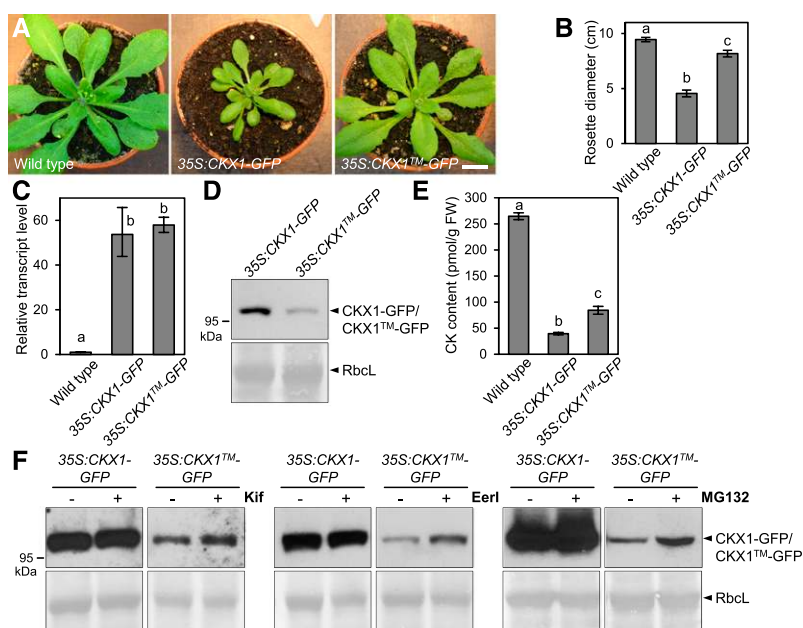 A
Wild type
35S:CKX1-GFP
35S:CKX1TM-GFP
B
Rosette diameter (cm)
10
5
0
a
b
c
Wild type
35S:CKX1-GFP
35S:CKX1TM-GFP
C
Relative transcript level
60
40
20
0
a
b
b
Wild type
35S:CKX1-GFP
35S:CKX1TM-GFP
D
35S:CKX1-GFP
35S:CKX1TM-GFP
95
kDa
CKX1-GFP/
CKX1TM-GFP
RbcL
E
CK content (pmol/g FW)
300
250
200
150
100
50
0
a
b
c
Wild type
35S:CKX1-GFP
35S:CKX1TM-GFP
F
35S:CKX1-
GFP
35S:CKX1TM-
GFP
- + - + Kif
35S:CKX1-
GFP
35S:CKX1TM-
GFP
- + - + EerI
35S:CKX1-
GFP
35S:CKX1TM-
GFP
- + - + MG132
95
kDa
CKX1-GFP/
CKX1TM-GFP
RbcL